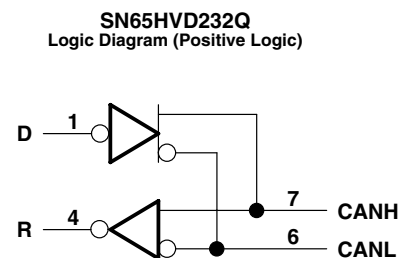 SN65HVD232Q
Logic Diagram (Positive Logic)
D 1
R 4
7 CANH
6 CANL